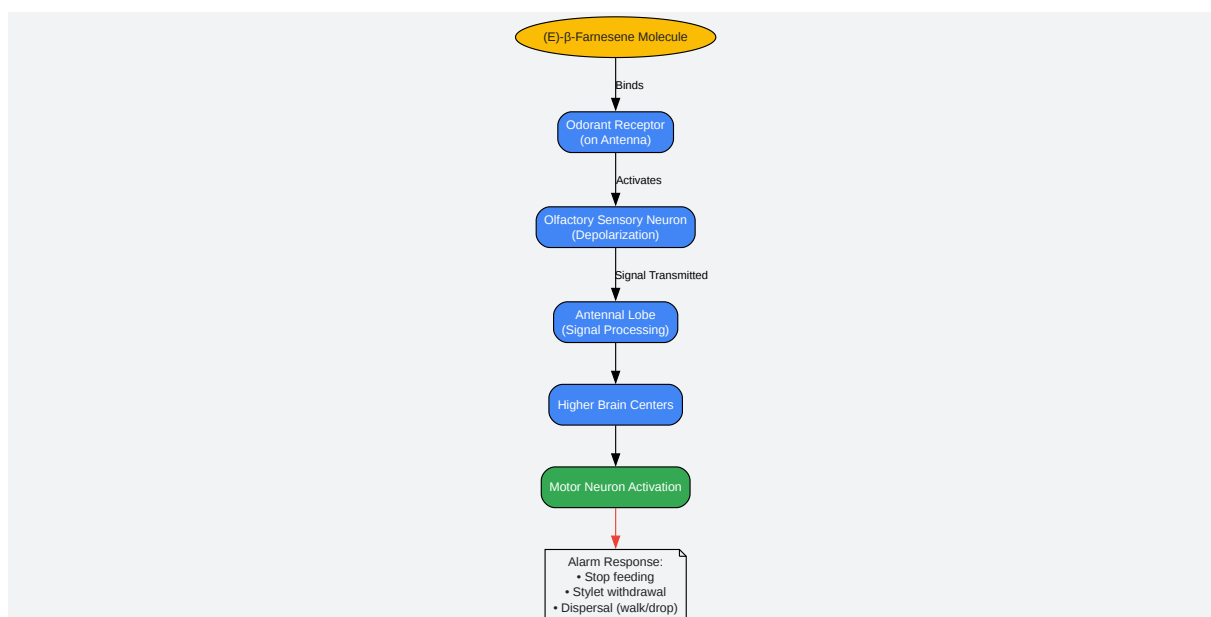 (E)-β-Farnesene Molecule
Binds
Odorant Receptor
(on Antenna)
Activates
Olfactory Sensory Neuron
(Depolarization)
Signal Transmitted
Antennal Lobe
(Signal Processing)
Higher Brain Centers
Motor Neuron Activation
Alarm Response:
• Stop feeding
• Stylet withdrawal
• Dispersal (walk/drop)